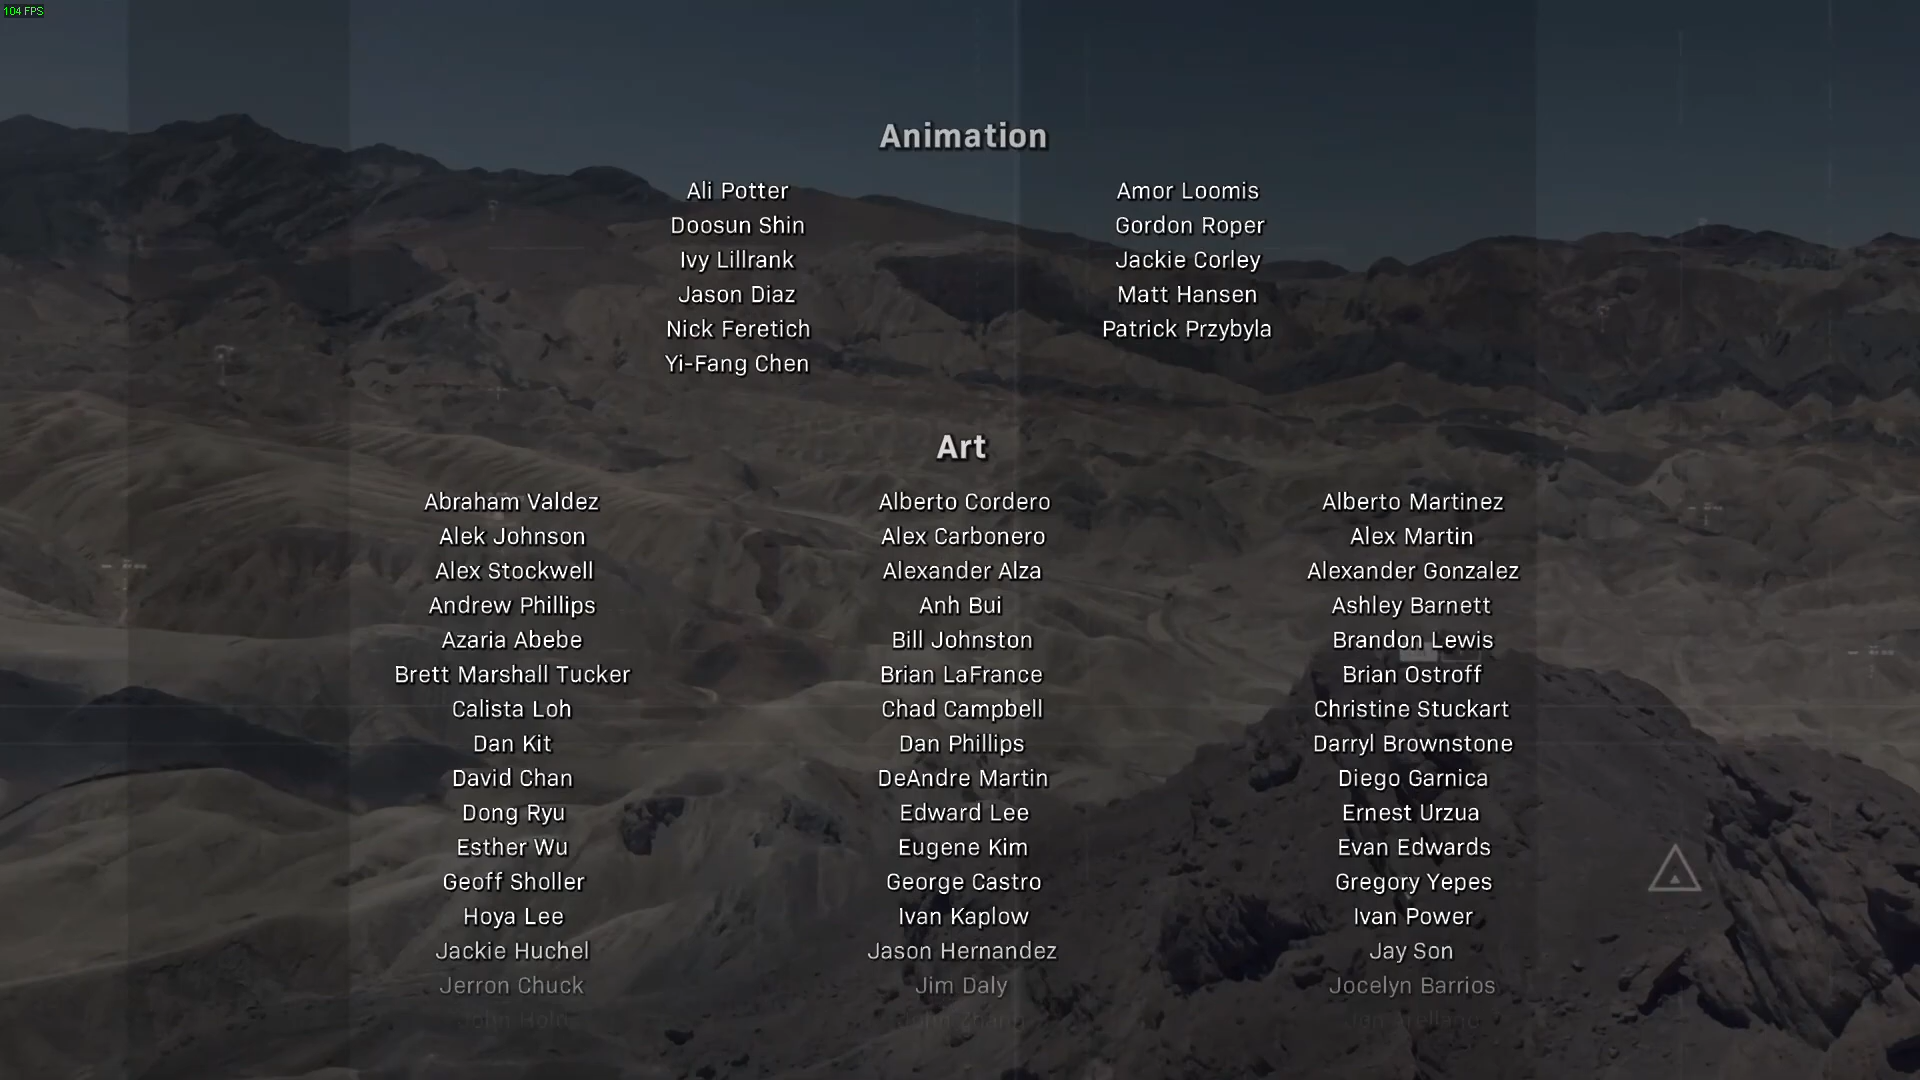 104 FPS
Animation
Ali Potter Amor Loomis
Doosun Shin Gordon Roper
Ivy Lillrank Jackie Corley
Jason Diaz Matt Hansen
Nick Feretich Patrick Przybyla
Yi-Fang Chen
Art
Abraham Valdez Alberto Cordero Alberto Martinez
Alek Johnson Alex Carbonero Alex Martin
Alex Stockwell Alexander Alza Alexander Gonzalez
Andrew Phillips Anh Bui Ashley Barnett
Azaria Abebe Bill Johnston Brandon Lewis
Brett Marshall Tucker Brian LaFrance Brian Ostroff
Calista Loh Chad Campbell Christine Stuckart
Dan Kit Dan Phillips Darryl Brownstone
David Chan DeAndre Martin Diego Garnica
Dong Ryu Edward Lee Ernest Urzua
Esther Wu Eugene Kim Evan Edwards
Geoff Sholler George Castro Gregory Yepes
Hoya Lee Ivan Kaplow Ivan Power
Jackie Huchel Jason Hernandez Jay Son
Jerron Chuck Jim Daly Jocelyn Barrios